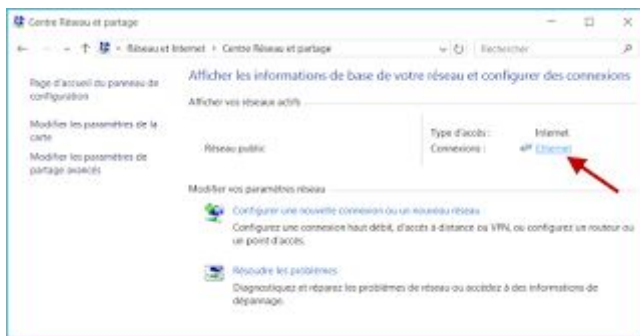 Centre Réseau et partage
Réseau et Internet › Centre Réseau et partage
Rechercher
Page d'accueil du panneau de
configuration
Modifier les paramètres de la
carte
Modifier les paramètres de
partage avancés
Afficher les informations de base de votre réseau et configurer des connexions
Afficher vos réseaux actifs
Réseau public
Type d'accès : Internet
Connexions : Ethernet
Modifier vos paramètres réseau
Configurer une nouvelle connexion ou un nouveau réseau
Configurez une connexion haut débit, d'accès à distance ou VPN, ou configurez un routeur ou
un point d'accès.
Résoudre les problèmes
Diagnostiquez et réparez les problèmes de réseau ou accédez à des informations de
dépannage.